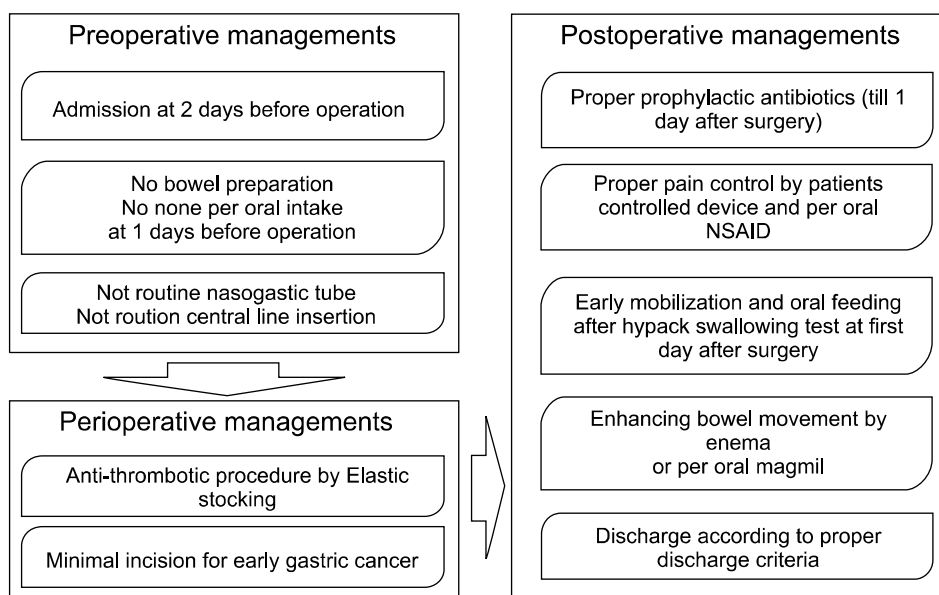 Preoperative managements
Admission at 2 days before operation
No bowel preparation
No none per oral intake
at 1 days before operation
Not routine nasogastic tube
Not roution central line insertion
Perioperative managements
Anti-thrombotic procedure by Elastic
stocking
Minimal incision for early gastric cancer
Postoperative managements
Proper prophylactic antibiotics (till 1
day after surgery)
Proper pain control by patients
controlled device and per oral
NSAID
Early mobilization and oral feeding
after hypack swallowing test at first
day after surgery
Enhancing bowel movement by
enema
or per oral magmil
Discharge according to proper
discharge criteria